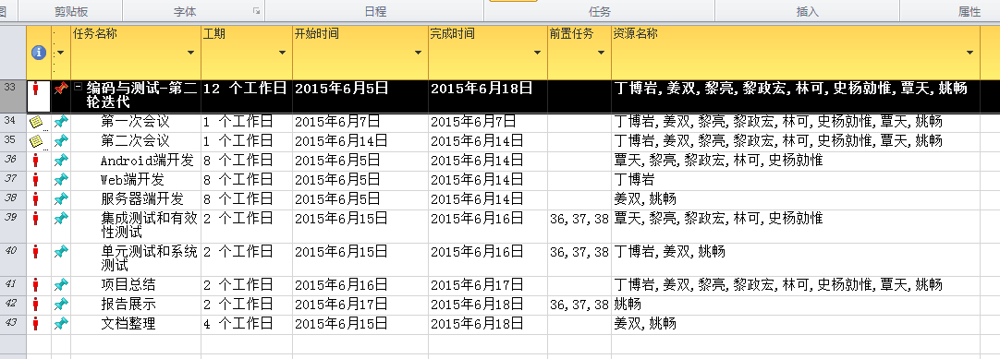 图 剪贴板 字体 日程 任务 插入 属性
任务名称 工期 开始时间 完成时间 前置任务 资源名称
33 编码与测试-第二轮迭代 12 个工作日 2015年6月5日 2015年6月18日 丁博岩,姜双,黎亮,黎政宏,林可,史杨勍惟,覃天,姚畅
34 第一次会议 1 个工作日 2015年6月7日 2015年6月7日 丁博岩,姜双,黎亮,黎政宏,林可,史杨勍惟,覃天,姚畅
35 第二次会议 1 个工作日 2015年6月14日 2015年6月14日 丁博岩,姜双,黎亮,黎政宏,林可,史杨勍惟,覃天,姚畅
36 Android端开发 8 个工作日 2015年6月5日 2015年6月14日 覃天,黎亮,黎政宏,林可,史杨勍惟
37 Web端开发 8 个工作日 2015年6月5日 2015年6月14日 丁博岩
38 服务器端开发 8 个工作日 2015年6月5日 2015年6月14日 姜双,姚畅
39 集成测试和有效性测试 2 个工作日 2015年6月15日 2015年6月16日 36,37,38 覃天,黎亮,黎政宏,林可,史杨勍惟
40 单元测试和系统测试 2 个工作日 2015年6月15日 2015年6月16日 36,37,38 丁博岩,姜双,姚畅
41 项目总结 2 个工作日 2015年6月16日 2015年6月17日 丁博岩,姜双,黎亮,黎政宏,林可,史杨勍惟,覃天,姚畅
42 报告展示 2 个工作日 2015年6月17日 2015年6月18日 36,37,38 姚畅
43 文档整理 4 个工作日 2015年6月15日 2015年6月18日 姜双,姚畅